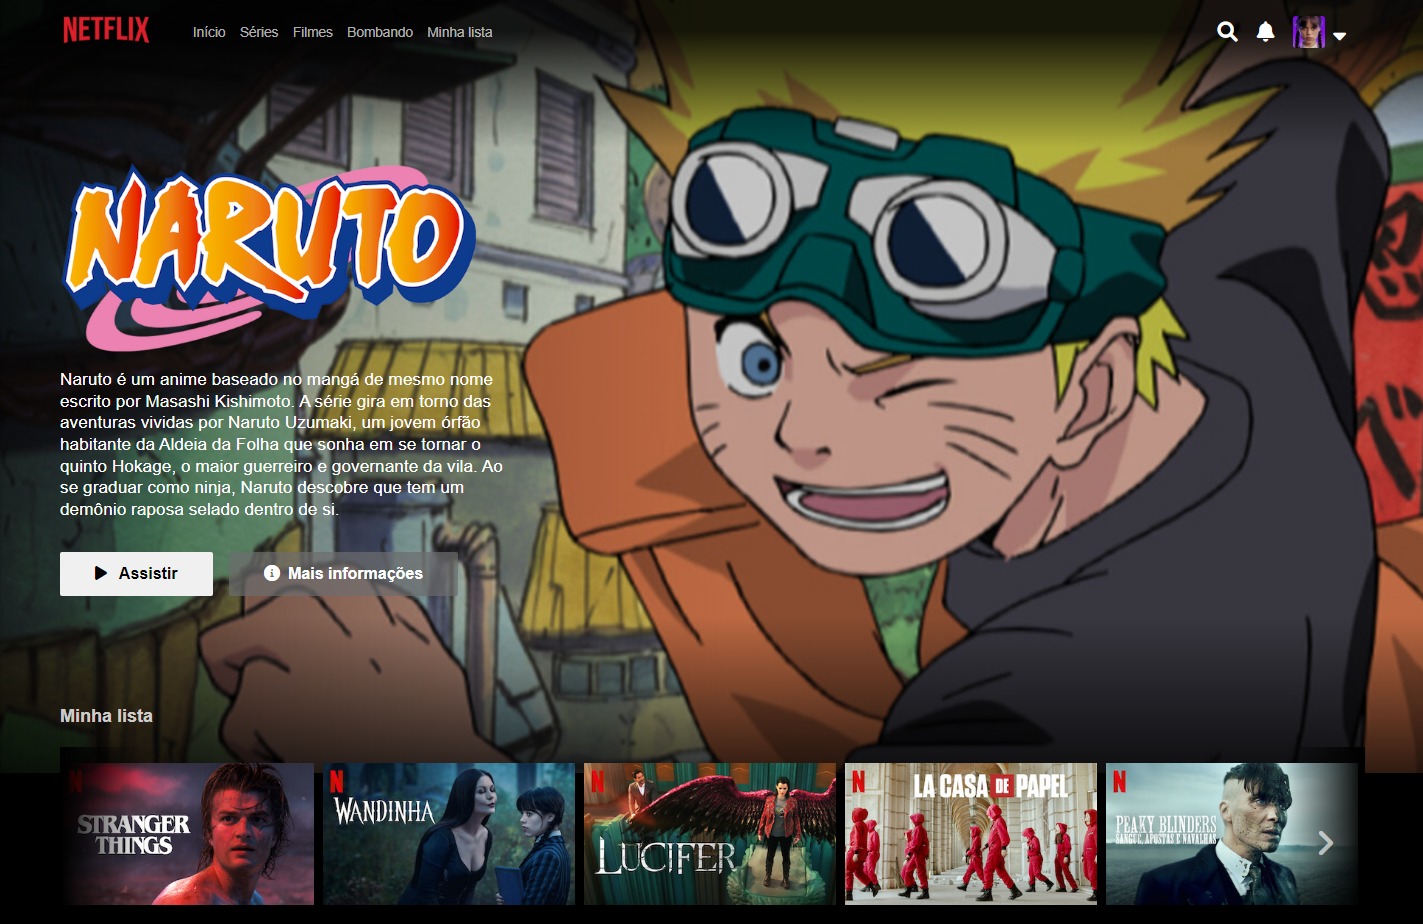 NETFLIX
Início Séries Filmes Bombando Minha lista
NARUTO
Naruto é um anime baseado no mangá de mesmo nome
escrito por Masashi Kishimoto. A série gira em torno das
aventuras vividas por Naruto Uzumaki, um jovem órfão
habitante da Aldeia da Folha que sonha em se tornar o
quinto Hokage, o maior guerreiro e governante da vila. Ao
se graduar como ninja, Naruto descobre que tem um
demônio raposa selado dentro de si.
Assistir Mais informações
Minha lista
N
STRANGER
THINGS
N
WANDINHA
N
LUCIFER
N
LA CASA DE PAPEL
N
PEAKY BLINDERS
SANGUE, APOSTAS E NAVALHAS